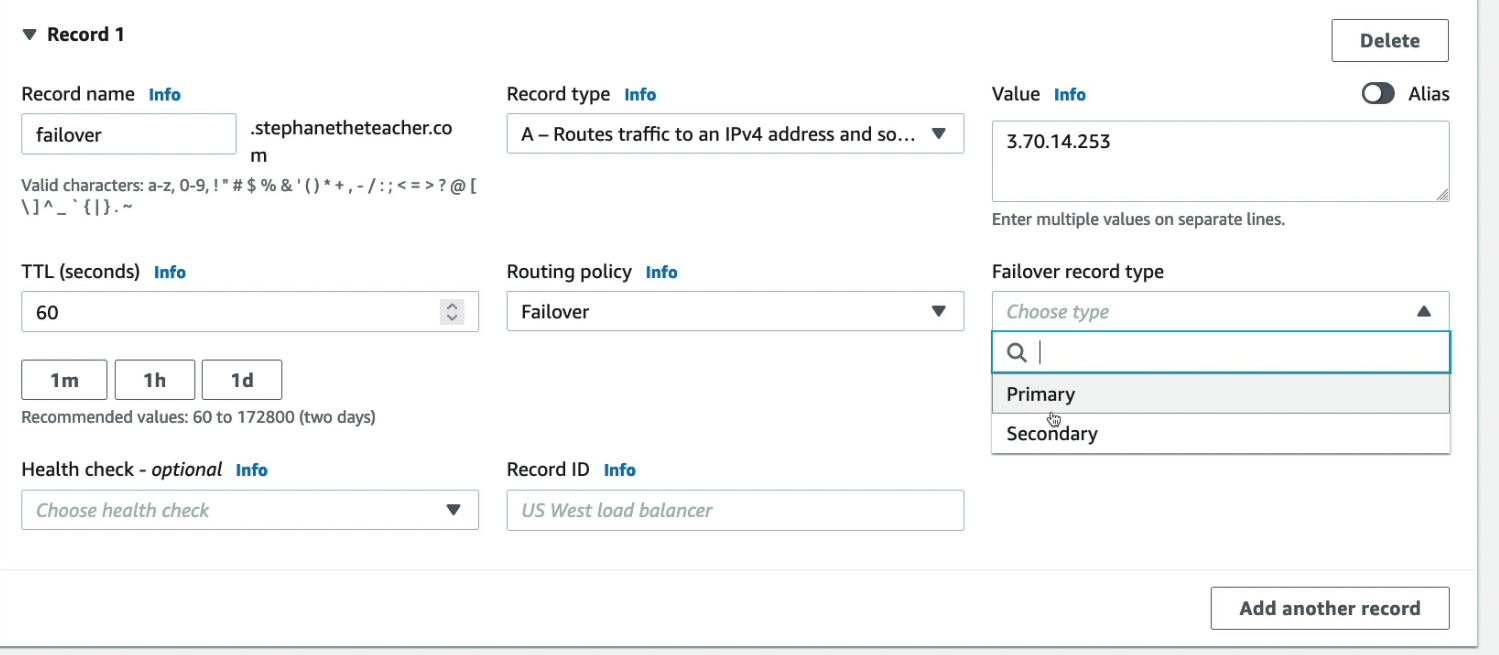 ▼ Record 1
Delete
Record name Info
failover
.stephanetheteacher.co
m
Valid characters: a-z, 0-9, ! " # $ % & ' ( ) * + , - / : ; < = > ? @ [
\ ] ^ _ ` { | } . ~
Record type Info
A – Routes traffic to an IPv4 address and so...
Value Info
Alias
3.70.14.253
Enter multiple values on separate lines.
TTL (seconds) Info
60
1m 1h 1d
Recommended values: 60 to 172800 (two days)
Routing policy Info
Failover
Failover record type
Choose type
Primary
Secondary
Health check - optional Info
Choose health check
Record ID Info
US West load balancer
Add another record